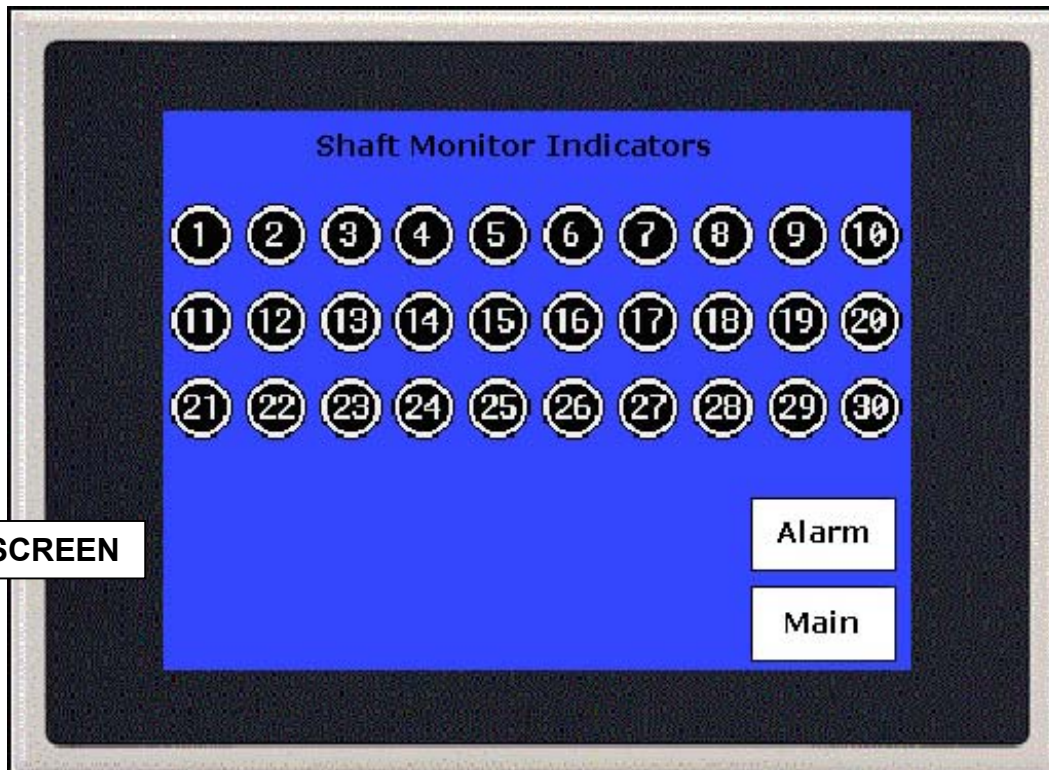 Shaft Monitor Indicators
1 2 3 4 5 6 7 8 9 10
11 12 13 14 15 16 17 18 19 20
21 22 23 24 25 26 27 28 29 30
SCREEN
Alarm
Main